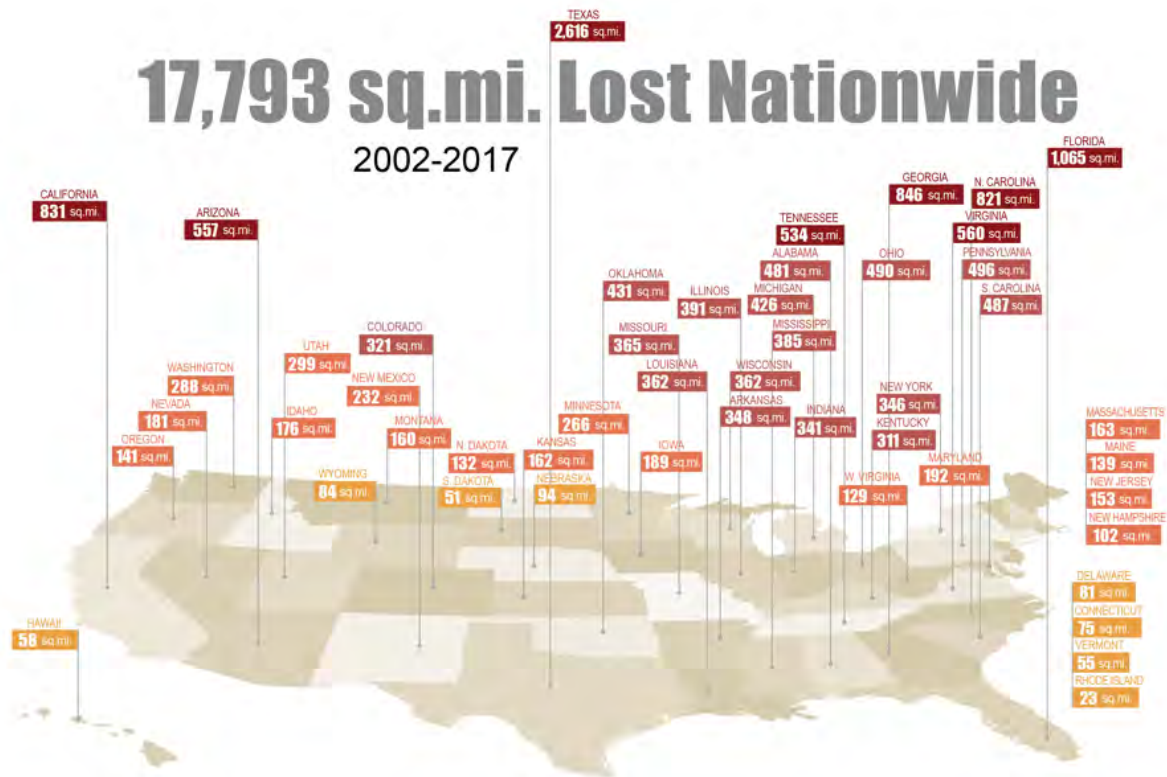 TEXAS
2,616 sq.mi.
17,793 sq.mi. Lost Nationwide
2002-2017
FLORIDA
1,065 sq.mi.
GEORGIA
846 sq.mi.
N. CAROLINA
821 sq.mi.
CALIFORNIA
831 sq.mi.
ARIZONA
557 sq.mi.
TENNESSEE
534 sq.mi.
VIRGINIA
560 sq.mi.
ALABAMA
481 sq.mi.
OHIO
490 sq.mi.
PENNSYLVANIA
496 sq.mi.
OKLAHOMA
431 sq.mi.
ILLINOIS
391 sq.mi.
MICHIGAN
426 sq.mi.
S. CAROLINA
487 sq.mi.
COLORADO
321 sq.mi.
MISSOURI
365 sq.mi.
MISSISSIPPI
385 sq.mi.
UTAH
299 sq.mi.
WASHINGTON
288 sq.mi.
NEW MEXICO
232 sq.mi.
LOUISIANA
362 sq.mi.
WISCONSIN
362 sq.mi.
NEW YORK
346 sq.mi.
NEVADA
181 sq.mi.
IDAHO
176 sq.mi.
MONTANA
160 sq.mi.
MINNESOTA
266 sq.mi.
ARKANSAS
348 sq.mi.
INDIANA
341 sq.mi.
KENTUCKY
311 sq.mi.
MASSACHUSETTS
163 sq.mi.
OREGON
141 sq.mi.
N. DAKOTA
132 sq.mi.
KANSAS
162 sq.mi.
IOWA
189 sq.mi.
MARYLAND
192 sq.mi.
MAINE
139 sq.mi.
WYOMING
84 sq.mi.
S. DAKOTA
51 sq.mi.
NEBRASKA
94 sq.mi.
W. VIRGINIA
129 sq.mi.
NEW JERSEY
153 sq.mi.
NEW HAMPSHIRE
102 sq.mi.
DELAWARE
81 sq.mi.
CONNECTICUT
75 sq.mi.
HAWAII
58 sq.mi.
VERMONT
55 sq.mi.
RHODE ISLAND
23 sq.mi.